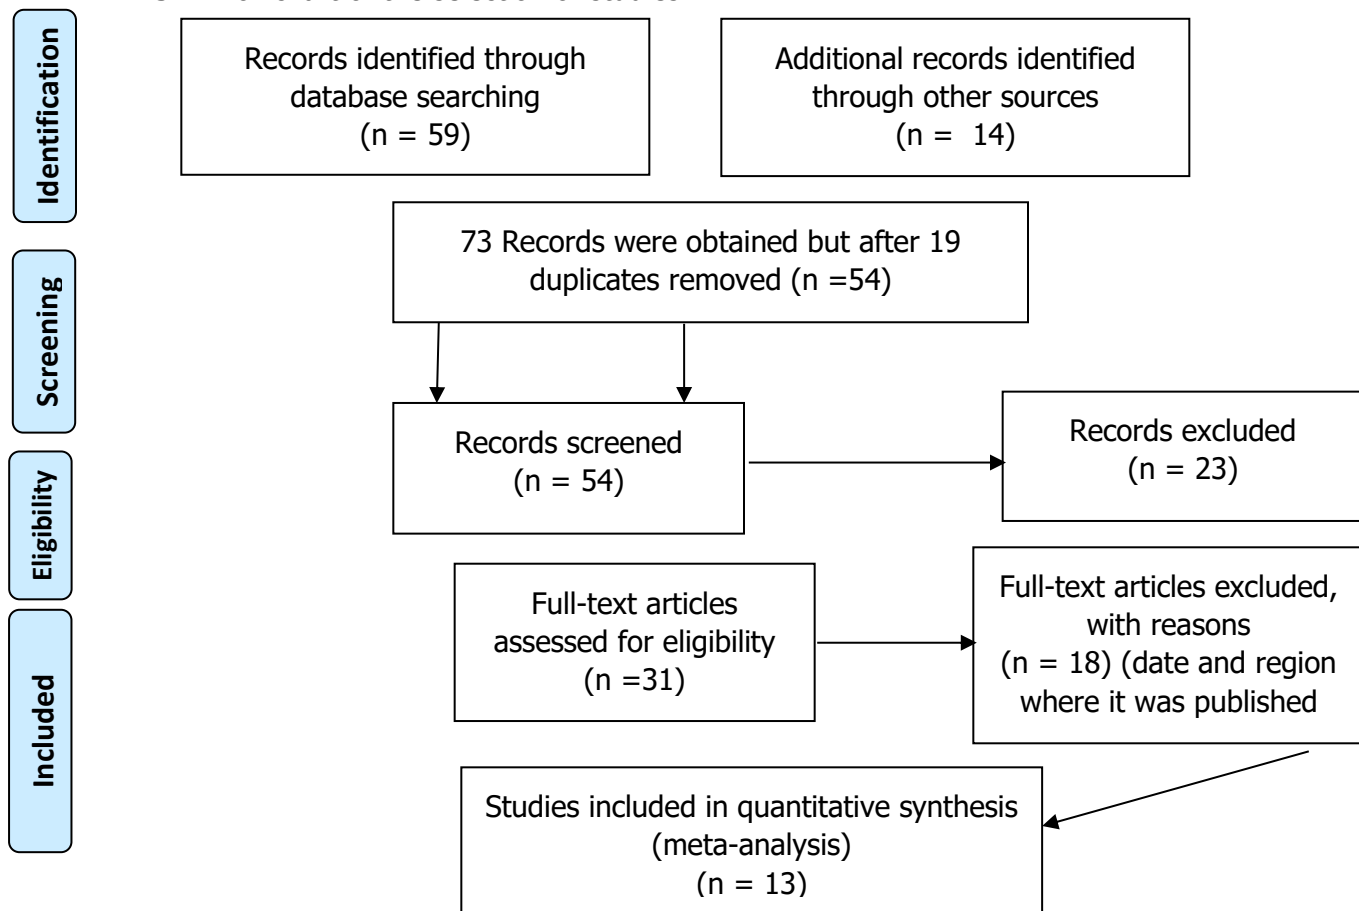 Identification
Records identified through
database searching
(n = 59)
Additional records identified
through other sources
(n = 14)
73 Records were obtained but after 19
duplicates removed (n =54)
Screening
Records screened
(n = 54)
Records excluded
(n = 23)
Eligibility
Full-text articles
assessed for eligibility
(n =31)
Full-text articles excluded,
with reasons
(n = 18) (date and region
where it was published
Included
Studies included in quantitative synthesis
(meta-analysis)
(n = 13)